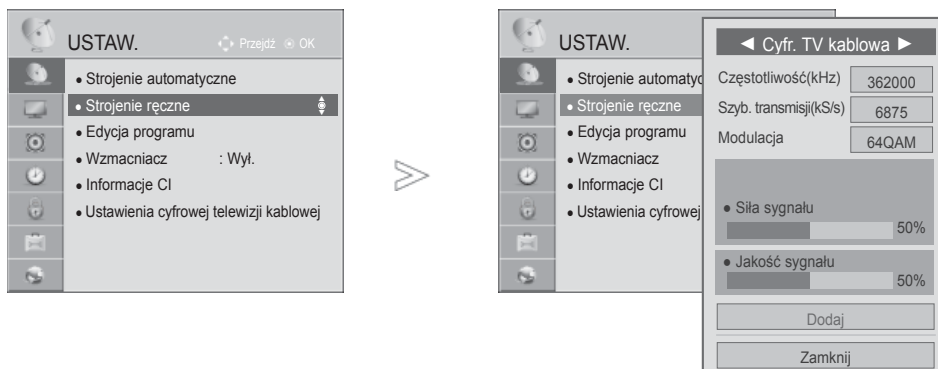 USTAW.
Przejdź OK
• Strojenie automatyczne
• Strojenie ręczne
• Edycja programu
• Wzmacniacz : Wył.
• Informacje CI
• Ustawienia cyfrowej telewizji kablowej
USTAW.
• Strojenie automatyc
• Strojenie ręczne
• Edycja programu
• Wzmacniacz
• Informacje CI
• Ustawienia cyfrowej
◄ Cyfr. TV kablowa ►
Częstotliwość(kHz) 362000
Szyb. transmisji(kS/s) 6875
Modulacja 64QAM
• Siła sygnału
50%
• Jakość sygnału
50%
Dodaj
Zamknij